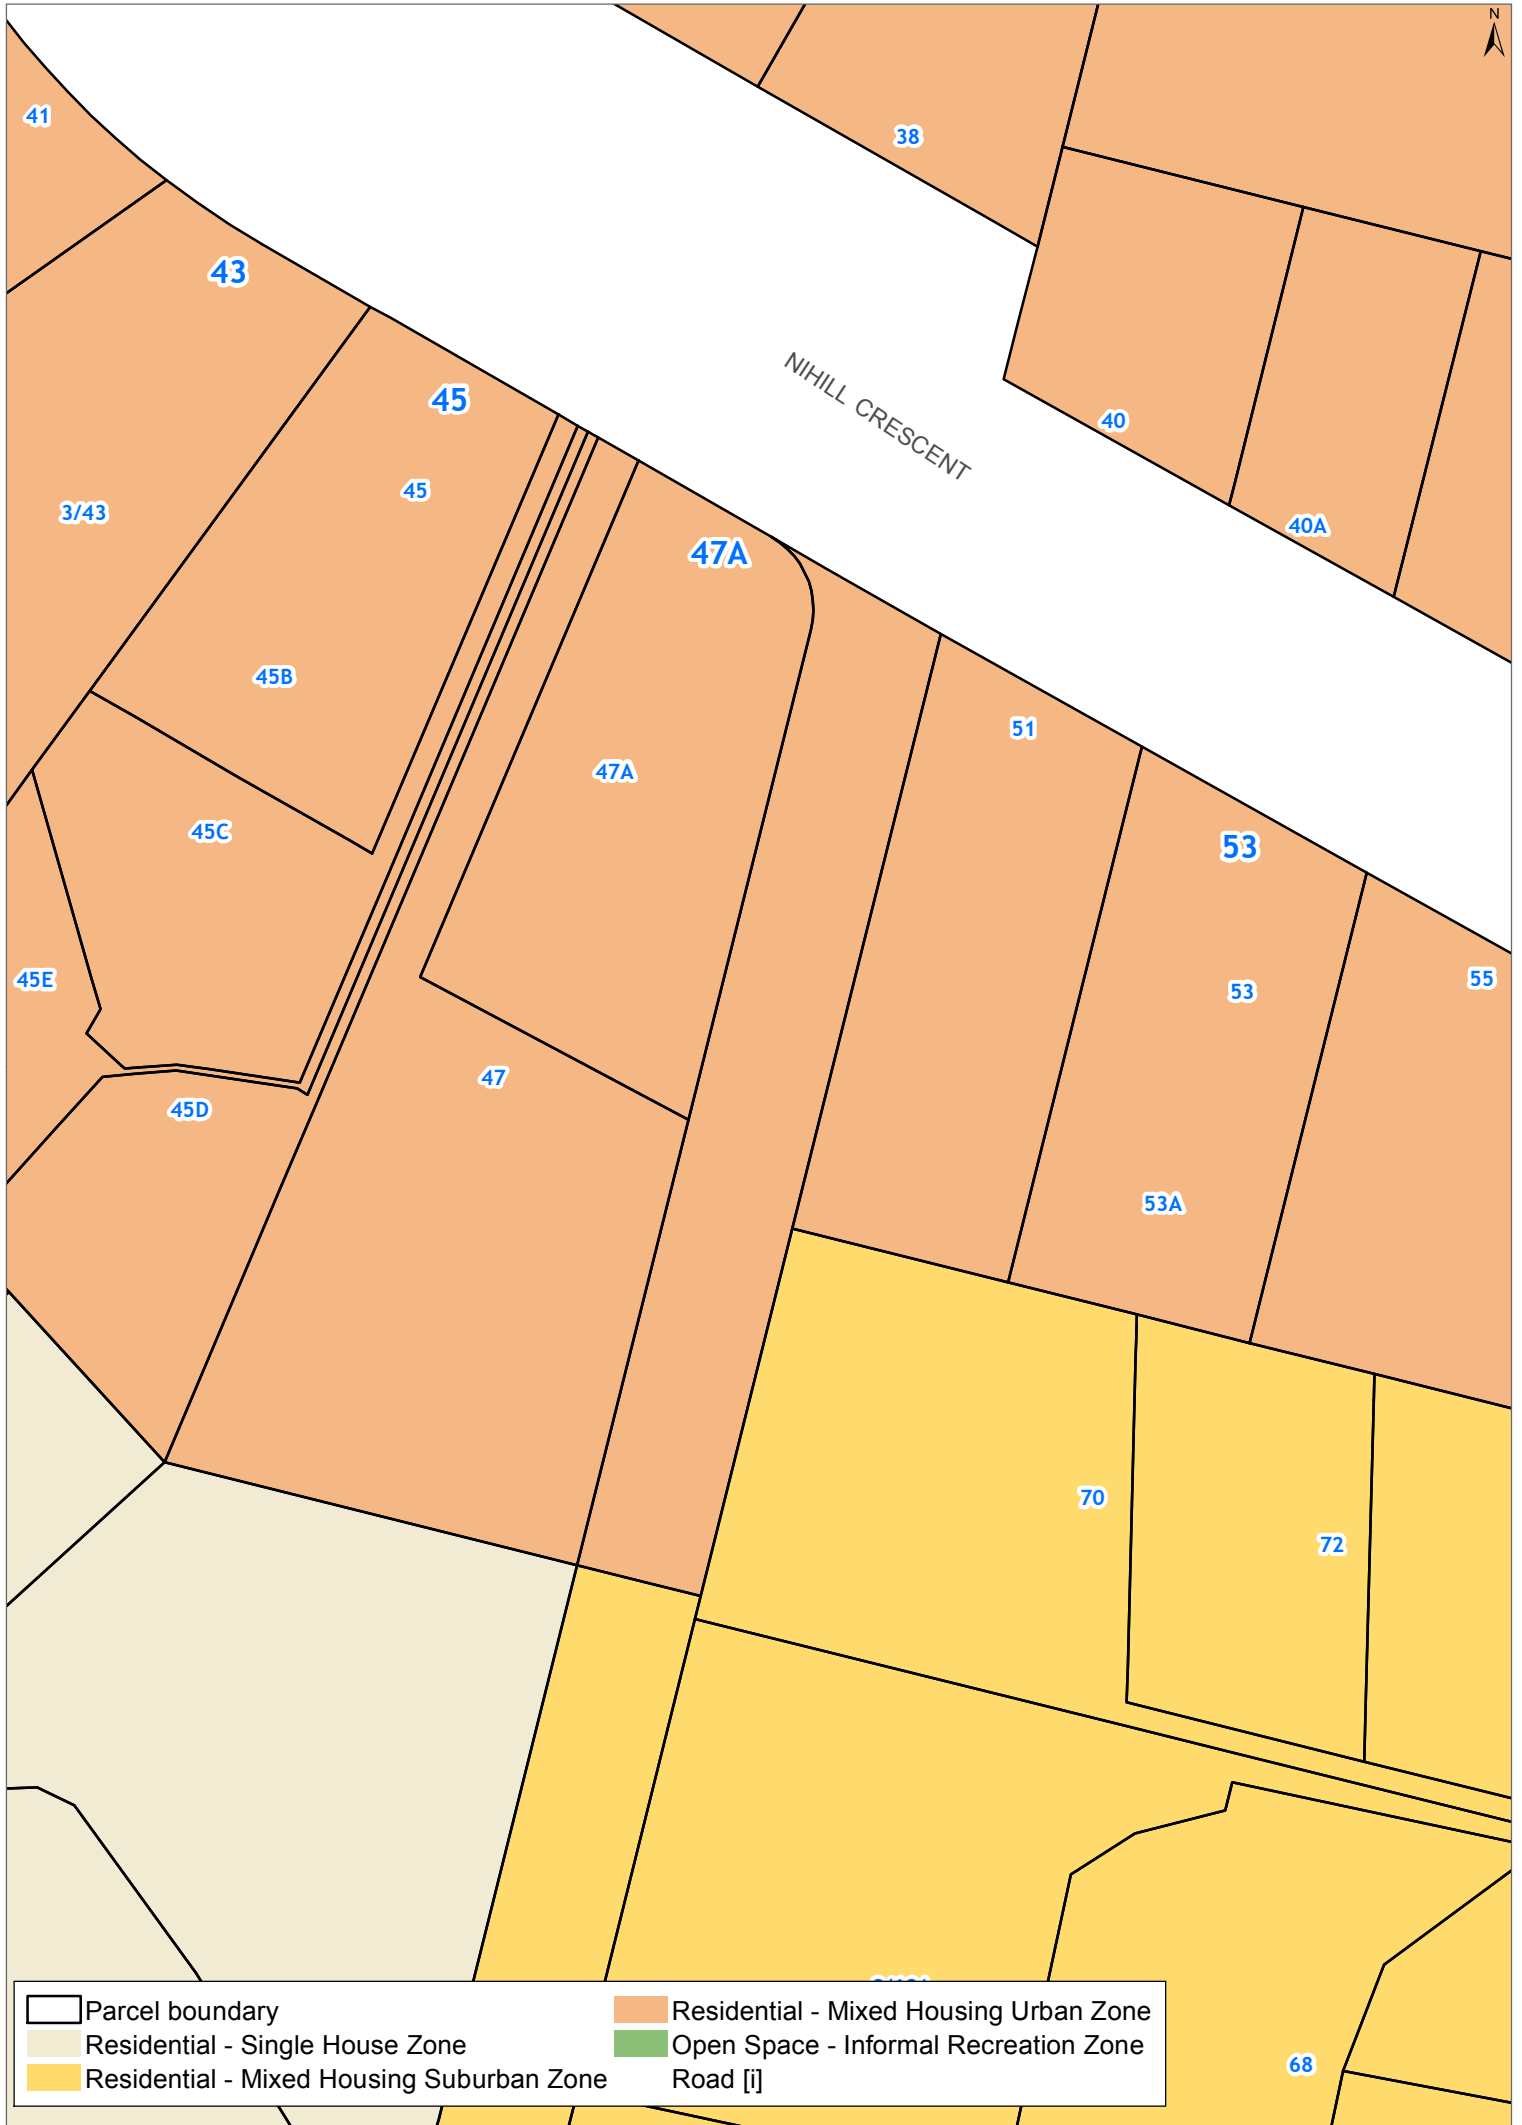 N
41
38
43
45
NIHILL CRESCENT
40
45
3/43
40A
47A
45B
51
47A
45C
53
45E
55
53
47
45D
53A
70
72
Parcel boundary
Residential - Single House Zone
Residential - Mixed Housing Suburban Zone
Residential - Mixed Housing Urban Zone
Open Space - Informal Recreation Zone
Road [i]
68